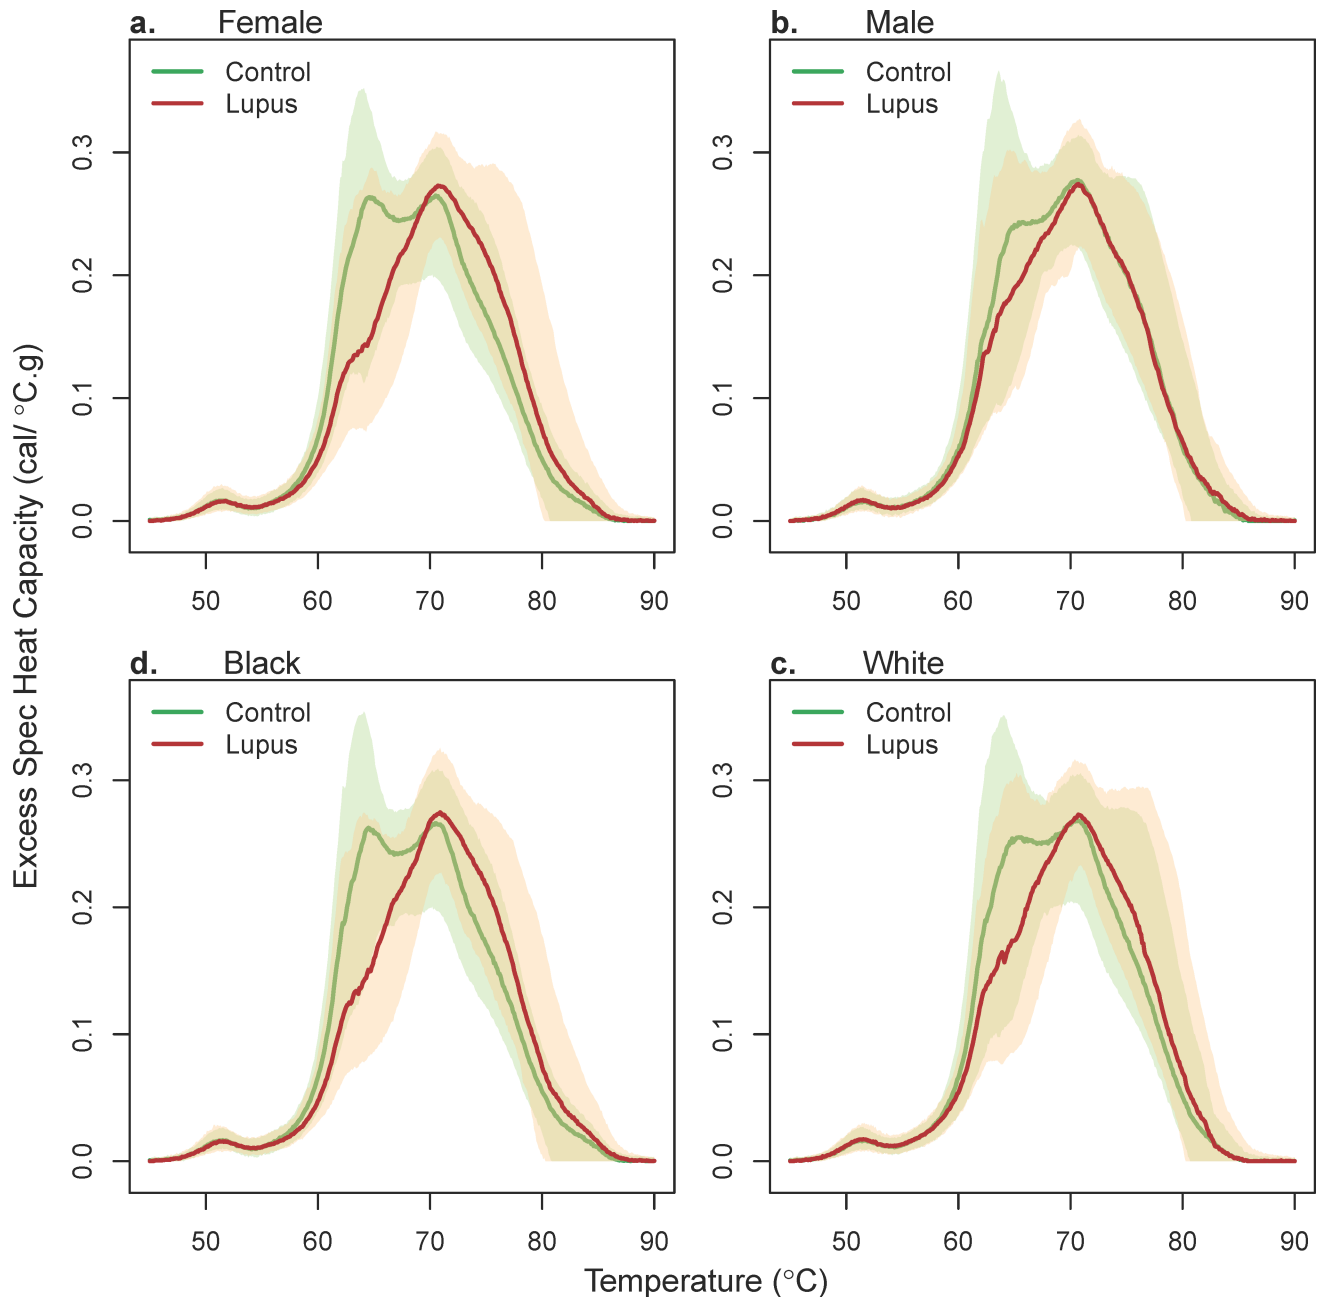 a. Female
Control
Lupus
0.0 0.1 0.2 0.3
50 60 70 80 90
b. Male
Control
Lupus
0.0 0.1 0.2 0.3
50 60 70 80 90
d. Black
Control
Lupus
0.0 0.1 0.2 0.3
50 60 70 80 90
c. White
Control
Lupus
0.0 0.1 0.2 0.3
50 60 70 80 90
Excess Spec Heat Capacity (cal/ °C.g)
Temperature (°C)